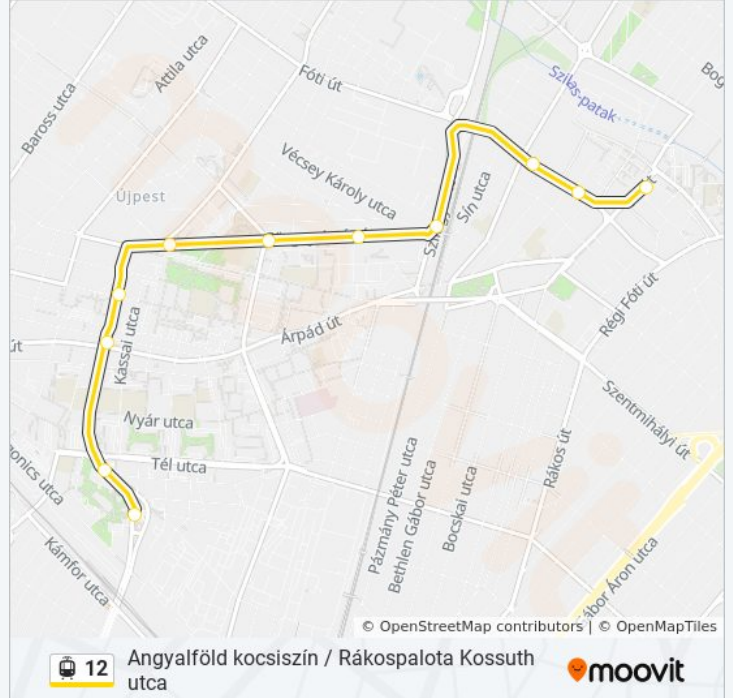 Attila utca
Fóti út
Baross utca
Szilas-patak
Bog
Vécsey Károly utca
Újpest
Sín utca
Kassai utca
Árpád út
út
Régi Fóti út
Nyár utca
Tél utca
Szentmihályi út
Rákos út
Pázmány Péter utca
Bethlen Gábor utca
Bocskai utca
gonics utca
Kámfor utca
Gábor Áron utca
© OpenStreetMap contributors | © OpenMapTiles
12 Angyalföld kocsiszín / Rákospalota Kossuth
utca
moovit